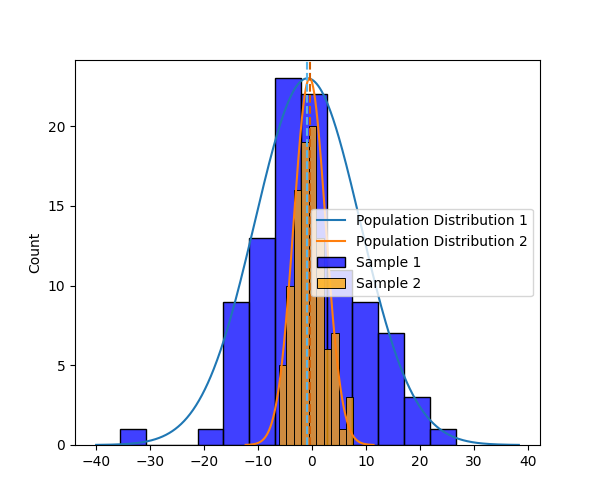 20
15
10
5
0
Count
Population Distribution 1
Population Distribution 2
Sample 1
Sample 2
−40 −30 −20 −10 0 10 20 30 40